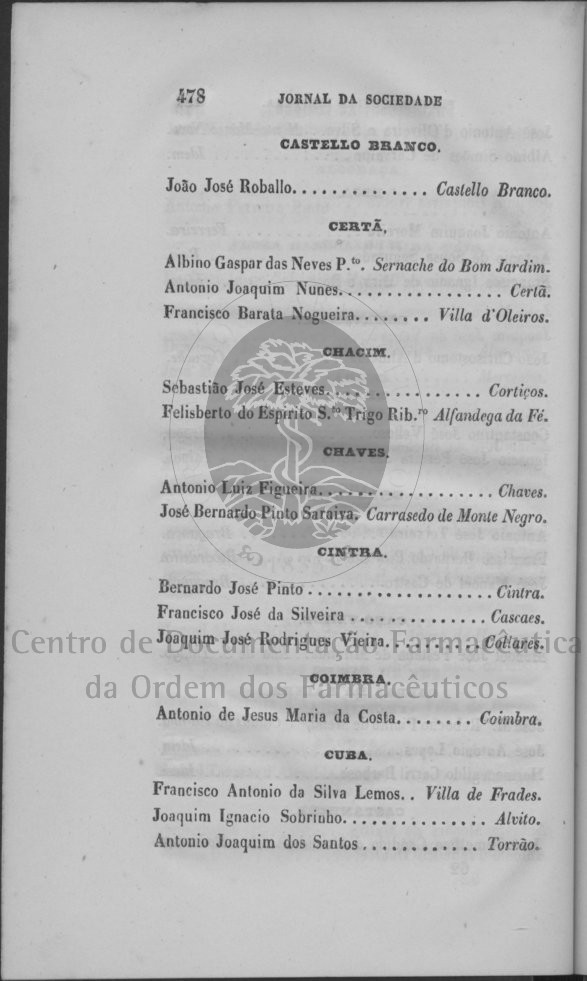 478 JORNAL DA SOCIEDADE
CASTELLO BRANCO.
João José Roballo.............. Castello Branco.
CERTÃ,
Albino Gaspar das Neves P.to. Sernache do Bom Jardim.
Antonio Joaquim Nunes................. Certã.
Francisco Barata Nogueira........ Villa d'Oleiros.
CHACIM.
Sebastião José Esteves................. Cortiços.
Felisberto do Espirito S.to Trigo Rib.ro Alfandega da Fé.
CHAVES.
Antonio Luiz Figueira.................... Chaves.
José Bernardo Pinto Saraiva. Carrasedo de Monte Negro.
CINTRA.
Bernardo José Pinto ................... Cintra.
Francisco José da Silveira .............. Cascaes.
Joaquim José Rodrigues Vieira.......... Collares.
Centro de Documentação Farmacêutica
da Ordem dos Farmacêuticos
COIMBRA.
Antonio de Jesus Maria da Costa........ Coimbra.
CUBA.
Francisco Antonio da Silva Lemos.. Villa de Frades.
Joaquim Ignacio Sobrinho............... Alvito.
Antonio Joaquim dos Santos ............ Torrão.